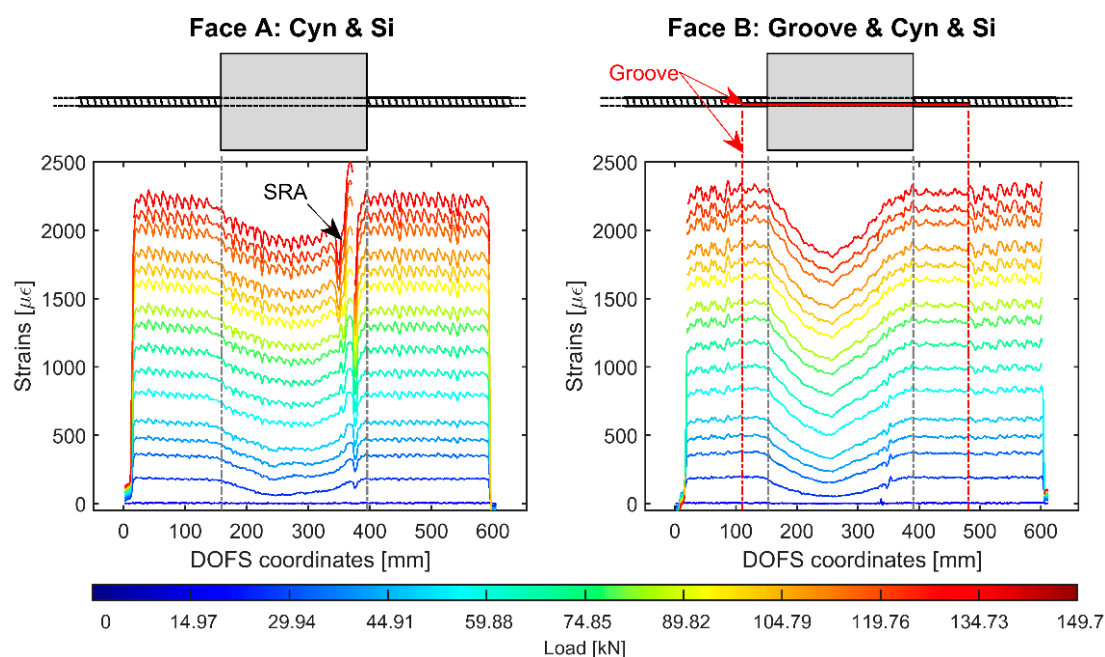 Face A: Cyn & Si
Face B: Groove & Cyn & Si
Groove
SRA
2500
2000
1500
1000
500
0
Strains [με]
0 100 200 300 400 500 600
DOFS coordinates [mm]
2500
2000
1500
1000
500
0
Strains [με]
0 100 200 300 400 500 600
DOFS coordinates [mm]
0 14.97 29.94 44.91 59.88 74.85 89.82 104.79 119.76 134.73 149.7
Load [kN]